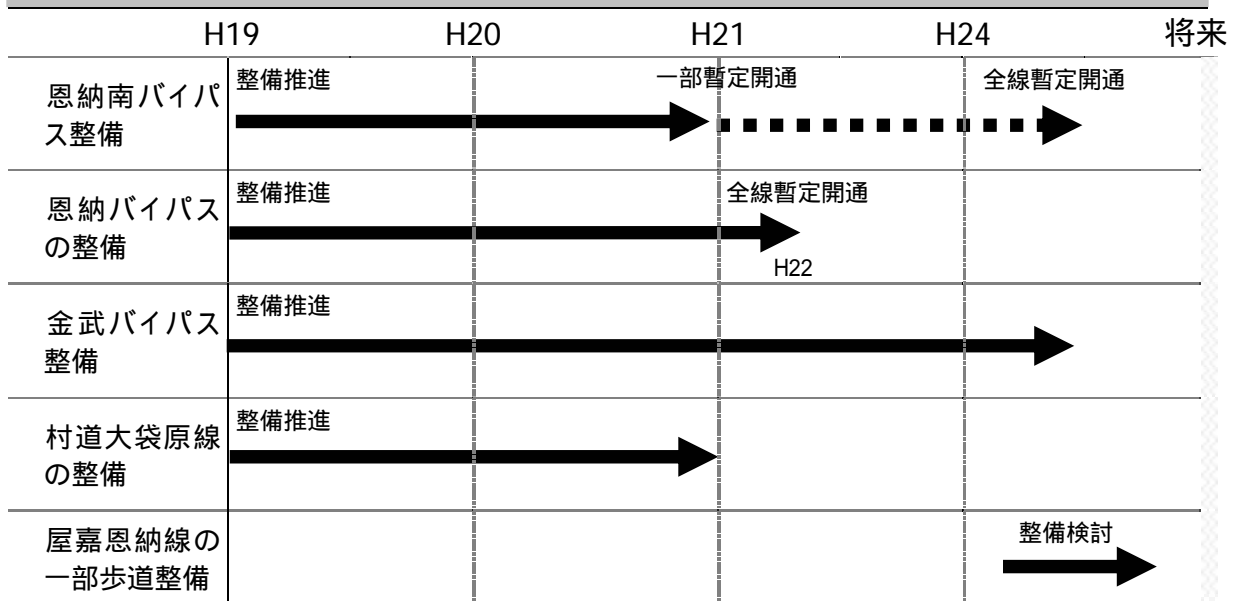 H19 H20 H21 H24 将来
恩納南バイパ
ス整備
整備推進
一部暫定開通
全線暫定開通
恩納バイパス
の整備
整備推進
全線暫定開通
H22
金武バイパス
整備
整備推進
村道大袋原線
の整備
整備推進
屋嘉恩納線の
一部歩道整備
整備検討